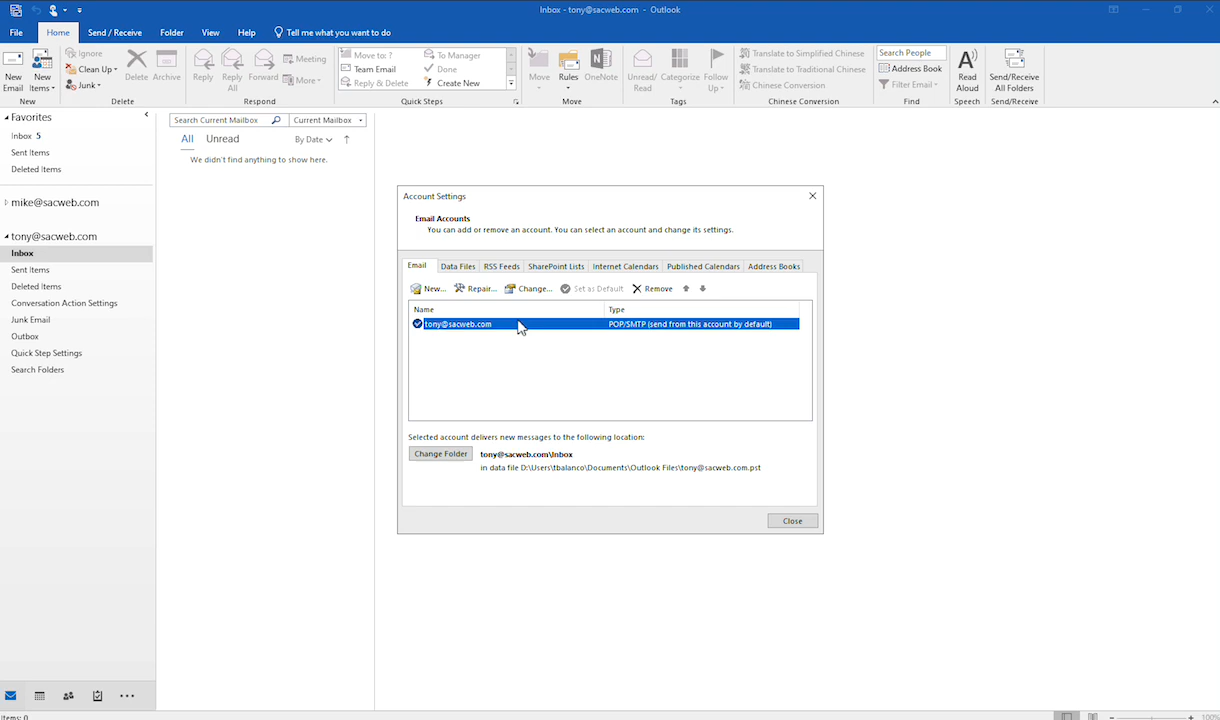 Inbox - tony@sacweb.com - Outlook
File Home Send / Receive Folder View Help Tell me what you want to do
New Email
New Items
New
Ignore
Clean Up
Junk
Delete
Archive
Delete
Reply
Reply All
Forward
Meeting
More
Respond
Move to: ?
Team Email
Reply & Delete
To Manager
Done
Create New
Quick Steps
Move
Rules
OneNote
Move
Unread/ Read
Categorize
Follow Up
Tags
Translate to Simplified Chinese
Translate to Traditional Chinese
Chinese Conversion
Chinese Conversion
Search People
Address Book
Filter Email
Find
Read Aloud
Speech
Send/Receive All Folders
Send/Receive
Favorites
Inbox 5
Sent Items
Deleted Items
mike@sacweb.com
tony@sacweb.com
Inbox
Sent Items
Deleted Items
Conversation Action Settings
Junk Email
Outbox
Quick Step Settings
Search Folders
Search Current Mailbox Current Mailbox
All Unread By Date
We didn't find anything to show here.
Account Settings
Email Accounts
You can add or remove an account. You can select an account and change its settings.
Email Data Files RSS Feeds SharePoint Lists Internet Calendars Published Calendars Address Books
New... Repair... Change... Set as Default Remove
Name Type
tony@sacweb.com POP/SMTP (send from this account by default)
Selected account delivers new messages to the following location:
Change Folder tony@sacweb.com\Inbox
in data file D:\Users\tbalanco\Documents\Outlook Files\tony@sacweb.com.pst
Close
Items: 0
100%